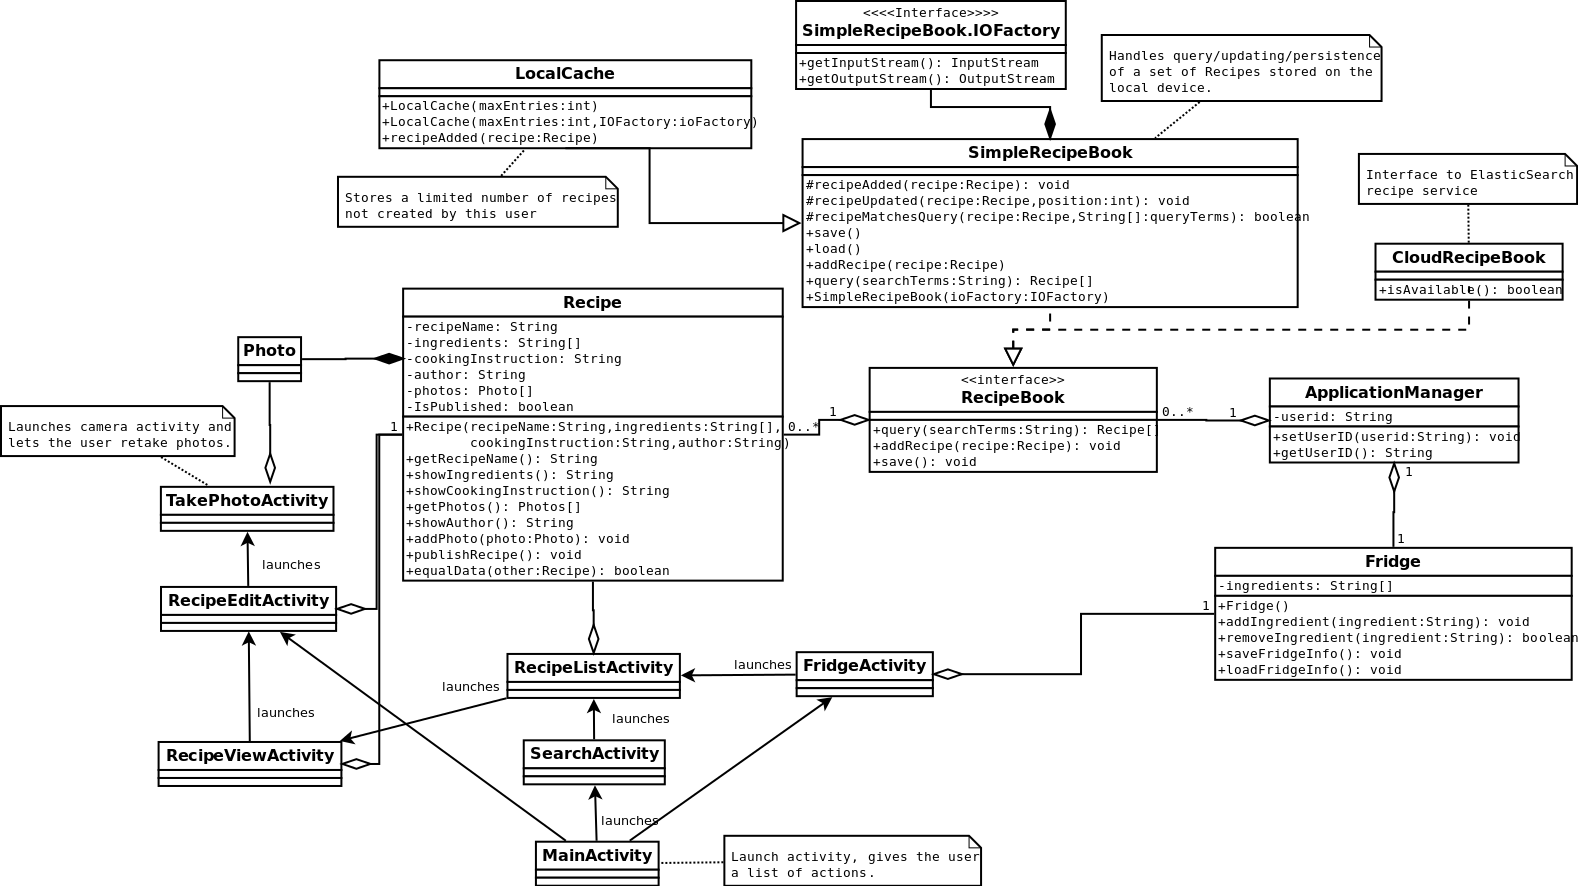 <<<<Interface>>>>
SimpleRecipeBook.IOFactory
+getInputStream(): InputStream
+getOutputStream(): OutputStream
Handles query/updating/persistence
of a set of Recipes stored on the
local device.
LocalCache
+LocalCache(maxEntries:int)
+LocalCache(maxEntries:int,IOFactory:ioFactory)
+recipeAdded(recipe:Recipe)
Stores a limited number of recipes
not created by this user
SimpleRecipeBook
#recipeAdded(recipe:Recipe): void
#recipeUpdated(recipe:Recipe,position:int): void
#recipeMatchesQuery(recipe:Recipe,String[]:queryTerms): boolean
+save()
+load()
+addRecipe(recipe:Recipe)
+query(searchTerms:String): Recipe[]
+SimpleRecipeBook(ioFactory:IOFactory)
Interface to ElasticSearch
recipe service
CloudRecipeBook
+isAvailable(): boolean
Recipe
-recipeName: String
-ingredients: String[]
-cookingInstruction: String
-author: String
-photos: Photo[]
-IsPublished: boolean
+Recipe(recipeName:String,ingredients:String[],
cookingInstruction:String,author:String)
+getRecipeName(): String
+showIngredients(): String
+showCookingInstruction(): String
+getPhotos(): Photos[]
+showAuthor(): String
+addPhoto(photo:Photo): void
+publishRecipe(): void
+equalData(other:Recipe): boolean
Photo
Launches camera activity and
lets the user retake photos.
1
0..*
1
<<interface>>
RecipeBook
+query(searchTerms:String): Recipe[]
+addRecipe(recipe:Recipe): void
+save(): void
0..*
1
ApplicationManager
-userid: String
+setUserID(userid:String): void
+getUserID(): String
1
1
TakePhotoActivity
launches
RecipeEditActivity
Fridge
-ingredients: String[]
+Fridge()
+addIngredient(ingredient:String): void
+removeIngredient(ingredient:String): boolean
+saveFridgeInfo(): void
+loadFridgeInfo(): void
1
RecipeListActivity
launches
FridgeActivity
launches
launches
launches
RecipeViewActivity
SearchActivity
launches
MainActivity
Launch activity, gives the user
a list of actions.